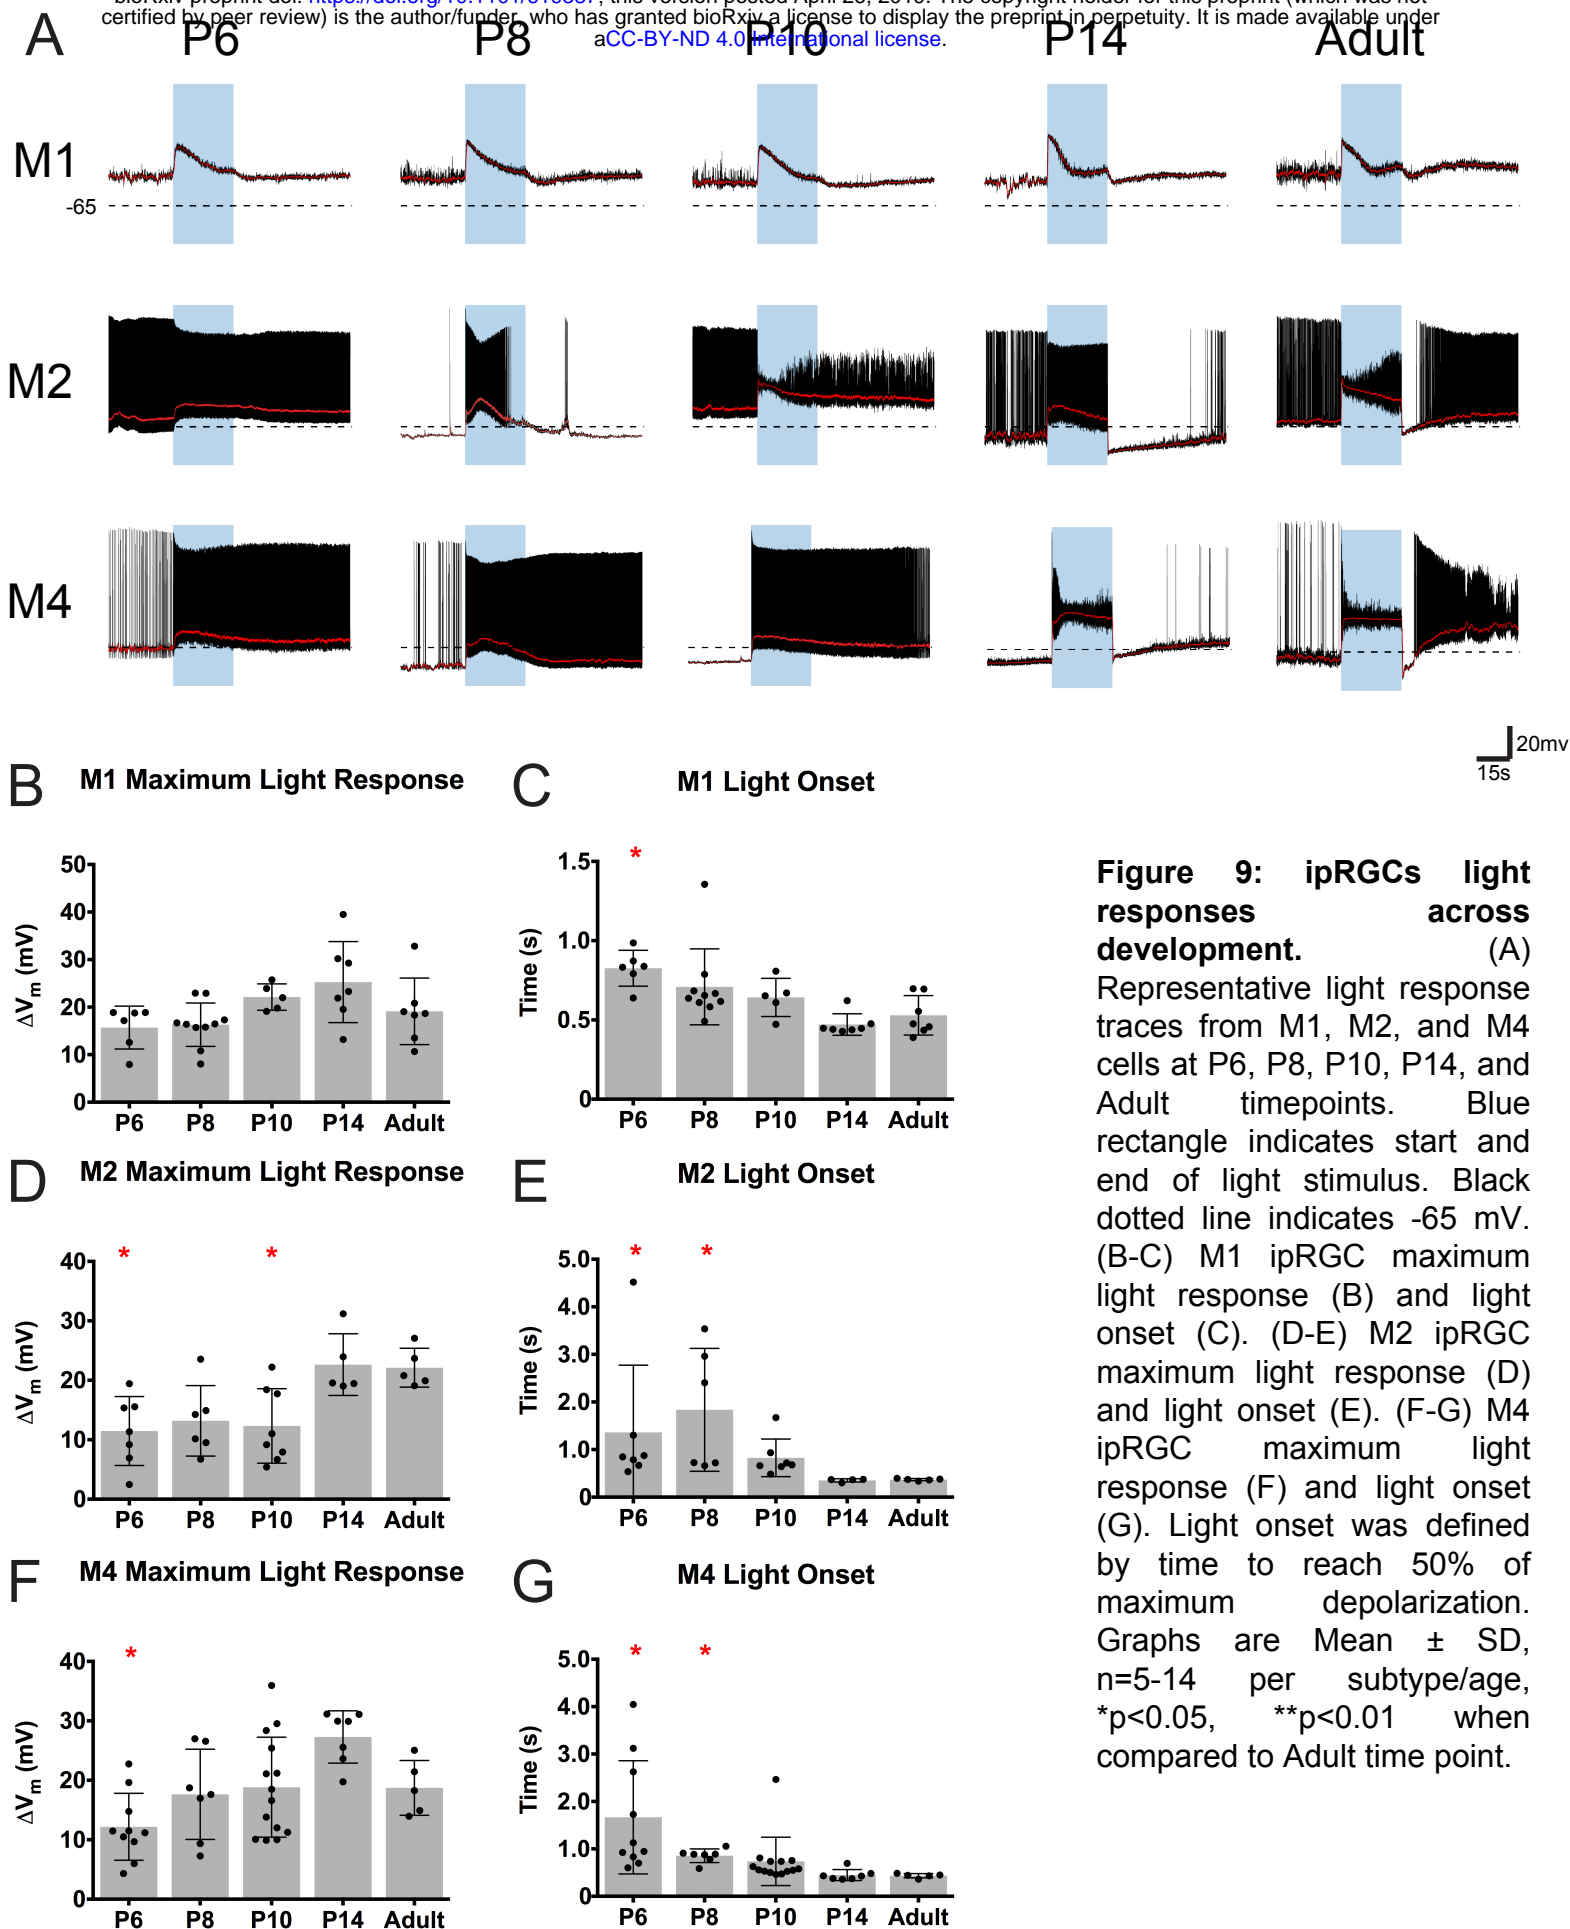 certified by peer review) is the author/funder, who has granted bioRxiv a license to display the preprint in perpetuity. It is made available under
aCC-BY-ND 4.0 International license.
A P6 P8 P10 P14 Adult
M1
-65
M2
M4
20mv
15s
B M1 Maximum Light Response
ΔVm (mV)
50
40
30
20
10
0
P6 P8 P10 P14 Adult
C M1 Light Onset
Time (s)
*
1.5
1.0
0.5
0
P6 P8 P10 P14 Adult
D M2 Maximum Light Response
ΔVm (mV)
* *
40
30
20
10
0
P6 P8 P10 P14 Adult
E M2 Light Onset
Time (s)
* *
5.0
4.0
3.0
2.0
1.0
0
P6 P8 P10 P14 Adult
F M4 Maximum Light Response
ΔVm (mV)
*
40
30
20
10
0
P6 P8 P10 P14 Adult
G M4 Light Onset
Time (s)
* *
5.0
4.0
3.0
2.0
1.0
0
P6 P8 P10 P14 Adult
Figure 9: ipRGCs light
responses across
development. (A)
Representative light response
traces from M1, M2, and M4
cells at P6, P8, P10, P14, and
Adult timepoints. Blue
rectangle indicates start and
end of light stimulus. Black
dotted line indicates -65 mV.
(B-C) M1 ipRGC maximum
light response (B) and light
onset (C). (D-E) M2 ipRGC
maximum light response (D)
and light onset (E). (F-G) M4
ipRGC maximum light
response (F) and light onset
(G). Light onset was defined
by time to reach 50% of
maximum depolarization.
Graphs are Mean ± SD,
n=5-14 per subtype/age,
*p<0.05, **p<0.01 when
compared to Adult time point.